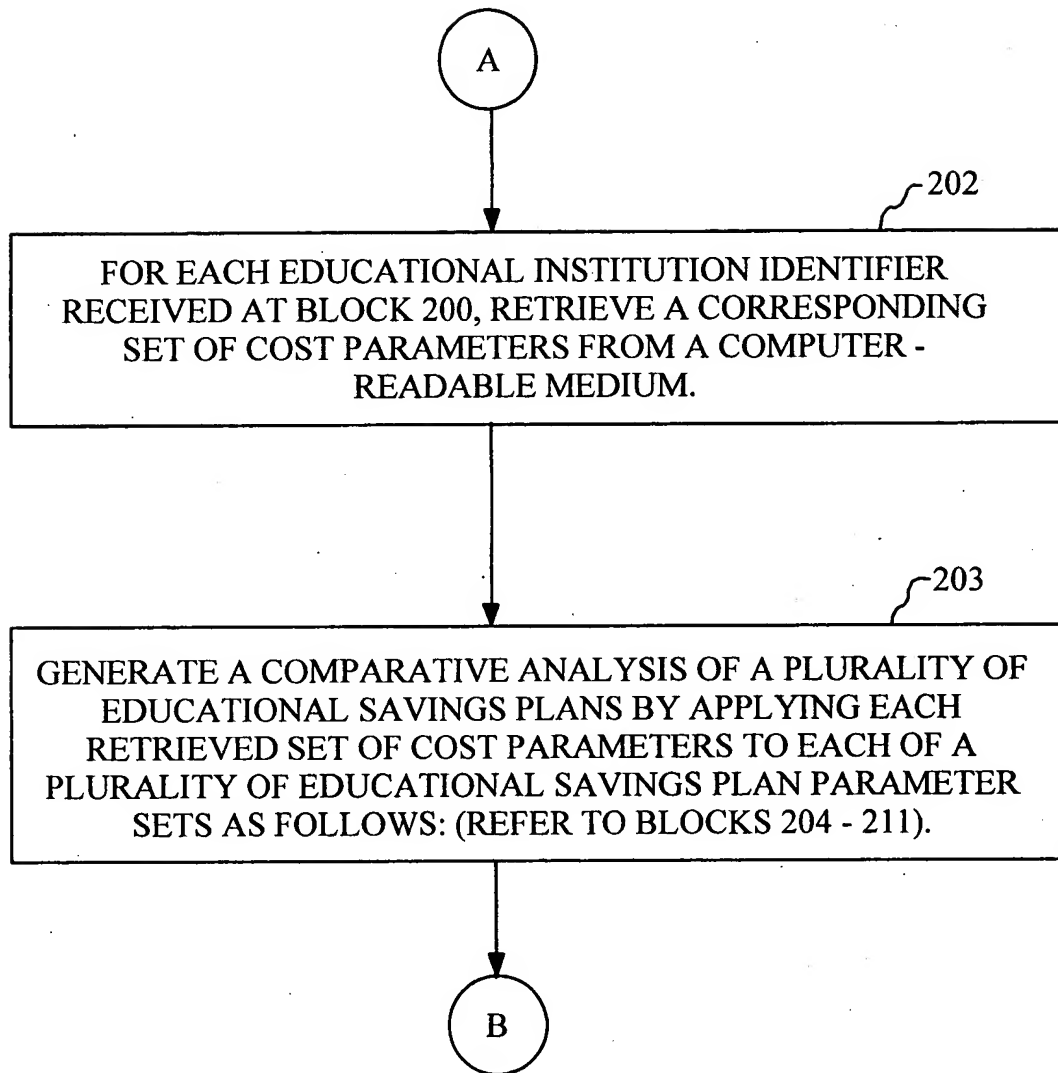 A
202
FOR EACH EDUCATIONAL INSTITUTION IDENTIFIER
RECEIVED AT BLOCK 200, RETRIEVE A CORRESPONDING
SET OF COST PARAMETERS FROM A COMPUTER -
READABLE MEDIUM.
203
GENERATE A COMPARATIVE ANALYSIS OF A PLURALITY OF
EDUCATIONAL SAVINGS PLANS BY APPLYING EACH
RETRIEVED SET OF COST PARAMETERS TO EACH OF A
PLURALITY OF EDUCATIONAL SAVINGS PLAN PARAMETER
SETS AS FOLLOWS: (REFER TO BLOCKS 204 - 211).
B